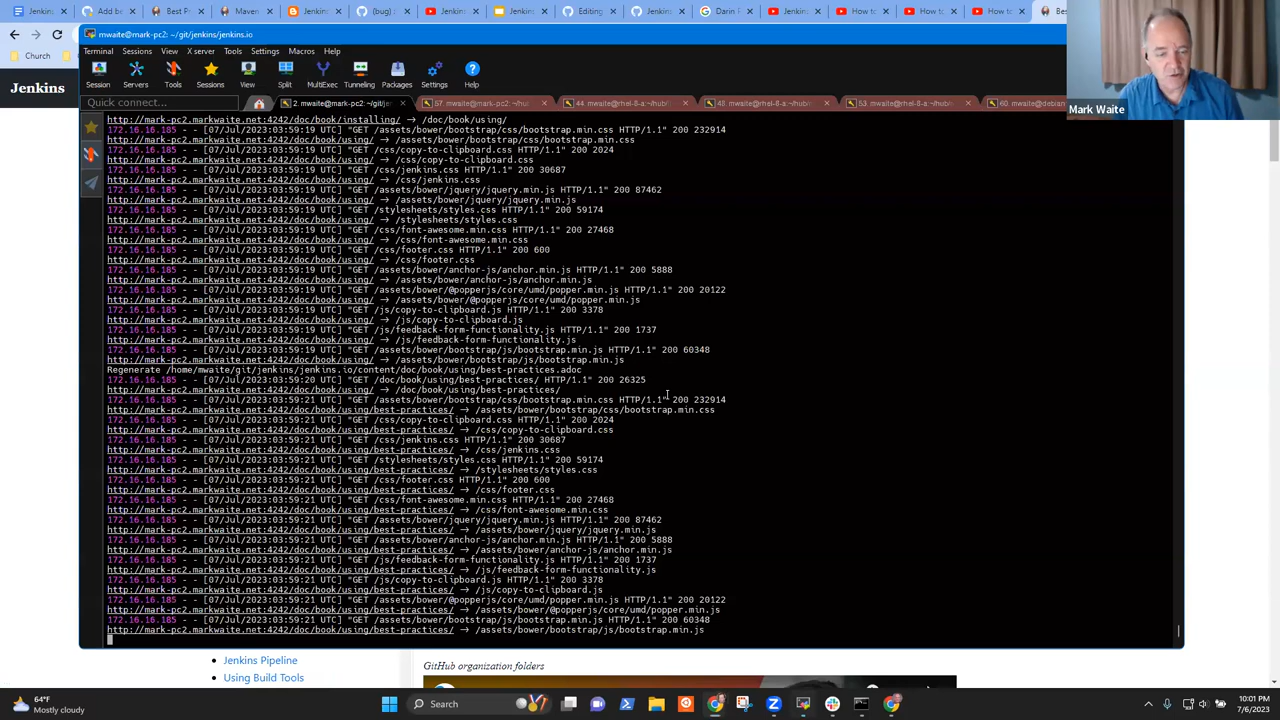 Jenkins
Add b
Best Pr
Maven
Jenkins
(bug)
Jenkins
Jenkins
Editing
Jenkins
Darin
Jenkins
How to
How to
How to
Be
Church
Jenkins
mwaite@mark-pc2: ~/git/jenkins/jenkins.io
Terminal Sessions View X server Tools Settings Macros Help
Session Servers Tools Sessions View Split MultiExec Tunneling Packages Settings Help
Mark Waite
Quick connect...
2. mwaite@mark-pc2: ~/git/jen
57. mwaite@mark-pc2: ~/hul
44. mwaite@rhel-8-a: ~/hub/
48. mwaite@rhel-8-a: ~/hub/
53. mwaite@rhel-8-a: ~/hub/
60. mwaite@debian
http://mark-pc2.markwaite.net:4242/doc/book/installing/ -> /doc/book/using/
172.16.16.185 - - [07/Jul/2023:03:59:19 UTC] "GET /assets/bower/bootstrap/css/bootstrap.min.css HTTP/1.1" 200 232914
http://mark-pc2.markwaite.net:4242/doc/book/using/ -> /assets/bower/bootstrap/css/bootstrap.min.css
172.16.16.185 - - [07/Jul/2023:03:59:19 UTC] "GET /css/copy-to-clipboard.css HTTP/1.1" 200 2024
http://mark-pc2.markwaite.net:4242/doc/book/using/ -> /css/copy-to-clipboard.css
172.16.16.185 - - [07/Jul/2023:03:59:19 UTC] "GET /css/jenkins.css HTTP/1.1" 200 30687
http://mark-pc2.markwaite.net:4242/doc/book/using/ -> /css/jenkins.css
172.16.16.185 - - [07/Jul/2023:03:59:19 UTC] "GET /assets/bower/jquery/jquery.min.js HTTP/1.1" 200 87462
http://mark-pc2.markwaite.net:4242/doc/book/using/ -> /assets/bower/jquery/jquery.min.js
172.16.16.185 - - [07/Jul/2023:03:59:19 UTC] "GET /stylesheets/styles.css HTTP/1.1" 200 59174
http://mark-pc2.markwaite.net:4242/doc/book/using/ -> /stylesheets/styles.css
172.16.16.185 - - [07/Jul/2023:03:59:19 UTC] "GET /css/font-awesome.min.css HTTP/1.1" 200 27468
http://mark-pc2.markwaite.net:4242/doc/book/using/ -> /css/font-awesome.min.css
172.16.16.185 - - [07/Jul/2023:03:59:19 UTC] "GET /css/footer.css HTTP/1.1" 200 600
http://mark-pc2.markwaite.net:4242/doc/book/using/ -> /css/footer.css
172.16.16.185 - - [07/Jul/2023:03:59:19 UTC] "GET /assets/bower/anchor-js/anchor.min.js HTTP/1.1" 200 5888
http://mark-pc2.markwaite.net:4242/doc/book/using/ -> /assets/bower/anchor-js/anchor.min.js
172.16.16.185 - - [07/Jul/2023:03:59:19 UTC] "GET /assets/bower/@popperjs/core/umd/popper.min.js HTTP/1.1" 200 20122
http://mark-pc2.markwaite.net:4242/doc/book/using/ -> /assets/bower/@popperjs/core/umd/popper.min.js
172.16.16.185 - - [07/Jul/2023:03:59:19 UTC] "GET /js/copy-to-clipboard.js HTTP/1.1" 200 3378
http://mark-pc2.markwaite.net:4242/doc/book/using/ -> /js/copy-to-clipboard.js
172.16.16.185 - - [07/Jul/2023:03:59:19 UTC] "GET /js/feedback-form-functionality.js HTTP/1.1" 200 1737
http://mark-pc2.markwaite.net:4242/doc/book/using/ -> /js/feedback-form-functionality.js
172.16.16.185 - - [07/Jul/2023:03:59:19 UTC] "GET /assets/bower/bootstrap/js/bootstrap.min.js HTTP/1.1" 200 60348
http://mark-pc2.markwaite.net:4242/doc/book/using/ -> /assets/bower/bootstrap/js/bootstrap.min.js
Regenerate /home/mwaite/git/jenkins/jenkins.io/content/doc/book/using/best-practices.adoc
172.16.16.185 - - [07/Jul/2023:03:59:20 UTC] "GET /doc/book/using/best-practices/ HTTP/1.1" 200 26325
http://mark-pc2.markwaite.net:4242/doc/book/using/ -> /doc/book/using/best-practices/
172.16.16.185 - - [07/Jul/2023:03:59:21 UTC] "GET /assets/bower/bootstrap/css/bootstrap.min.css HTTP/1.1" 200 232914
http://mark-pc2.markwaite.net:4242/doc/book/using/best-practices/ -> /assets/bower/bootstrap/css/bootstrap.min.css
172.16.16.185 - - [07/Jul/2023:03:59:21 UTC] "GET /css/copy-to-clipboard.css HTTP/1.1" 200 2024
http://mark-pc2.markwaite.net:4242/doc/book/using/best-practices/ -> /css/copy-to-clipboard.css
172.16.16.185 - - [07/Jul/2023:03:59:21 UTC] "GET /css/jenkins.css HTTP/1.1" 200 30687
http://mark-pc2.markwaite.net:4242/doc/book/using/best-practices/ -> /css/jenkins.css
172.16.16.185 - - [07/Jul/2023:03:59:21 UTC] "GET /stylesheets/styles.css HTTP/1.1" 200 59174
http://mark-pc2.markwaite.net:4242/doc/book/using/best-practices/ -> /stylesheets/styles.css
172.16.16.185 - - [07/Jul/2023:03:59:21 UTC] "GET /css/footer.css HTTP/1.1" 200 600
http://mark-pc2.markwaite.net:4242/doc/book/using/best-practices/ -> /css/footer.css
172.16.16.185 - - [07/Jul/2023:03:59:21 UTC] "GET /css/font-awesome.min.css HTTP/1.1" 200 27468
http://mark-pc2.markwaite.net:4242/doc/book/using/best-practices/ -> /css/font-awesome.min.css
172.16.16.185 - - [07/Jul/2023:03:59:21 UTC] "GET /assets/bower/jquery/jquery.min.js HTTP/1.1" 200 87462
http://mark-pc2.markwaite.net:4242/doc/book/using/best-practices/ -> /assets/bower/jquery/jquery.min.js
172.16.16.185 - - [07/Jul/2023:03:59:21 UTC] "GET /assets/bower/anchor-js/anchor.min.js HTTP/1.1" 200 5888
http://mark-pc2.markwaite.net:4242/doc/book/using/best-practices/ -> /assets/bower/anchor-js/anchor.min.js
172.16.16.185 - - [07/Jul/2023:03:59:21 UTC] "GET /js/feedback-form-functionality.js HTTP/1.1" 200 1737
http://mark-pc2.markwaite.net:4242/doc/book/using/best-practices/ -> /js/feedback-form-functionality.js
172.16.16.185 - - [07/Jul/2023:03:59:21 UTC] "GET /js/copy-to-clipboard.js HTTP/1.1" 200 3378
http://mark-pc2.markwaite.net:4242/doc/book/using/best-practices/ -> /js/copy-to-clipboard.js
172.16.16.185 - - [07/Jul/2023:03:59:21 UTC] "GET /assets/bower/@popperjs/core/umd/popper.min.js HTTP/1.1" 200 20122
http://mark-pc2.markwaite.net:4242/doc/book/using/best-practices/ -> /assets/bower/@popperjs/core/umd/popper.min.js
172.16.16.185 - - [07/Jul/2023:03:59:21 UTC] "GET /assets/bower/bootstrap/js/bootstrap.min.js HTTP/1.1" 200 60348
http://mark-pc2.markwaite.net:4242/doc/book/using/best-practices/ -> /assets/bower/bootstrap/js/bootstrap.min.js
Jenkins Pipeline
Using Build Tools
GitHub organization folders
64°F
Mostly cloudy
Search
10:01 PM
7/6/2023